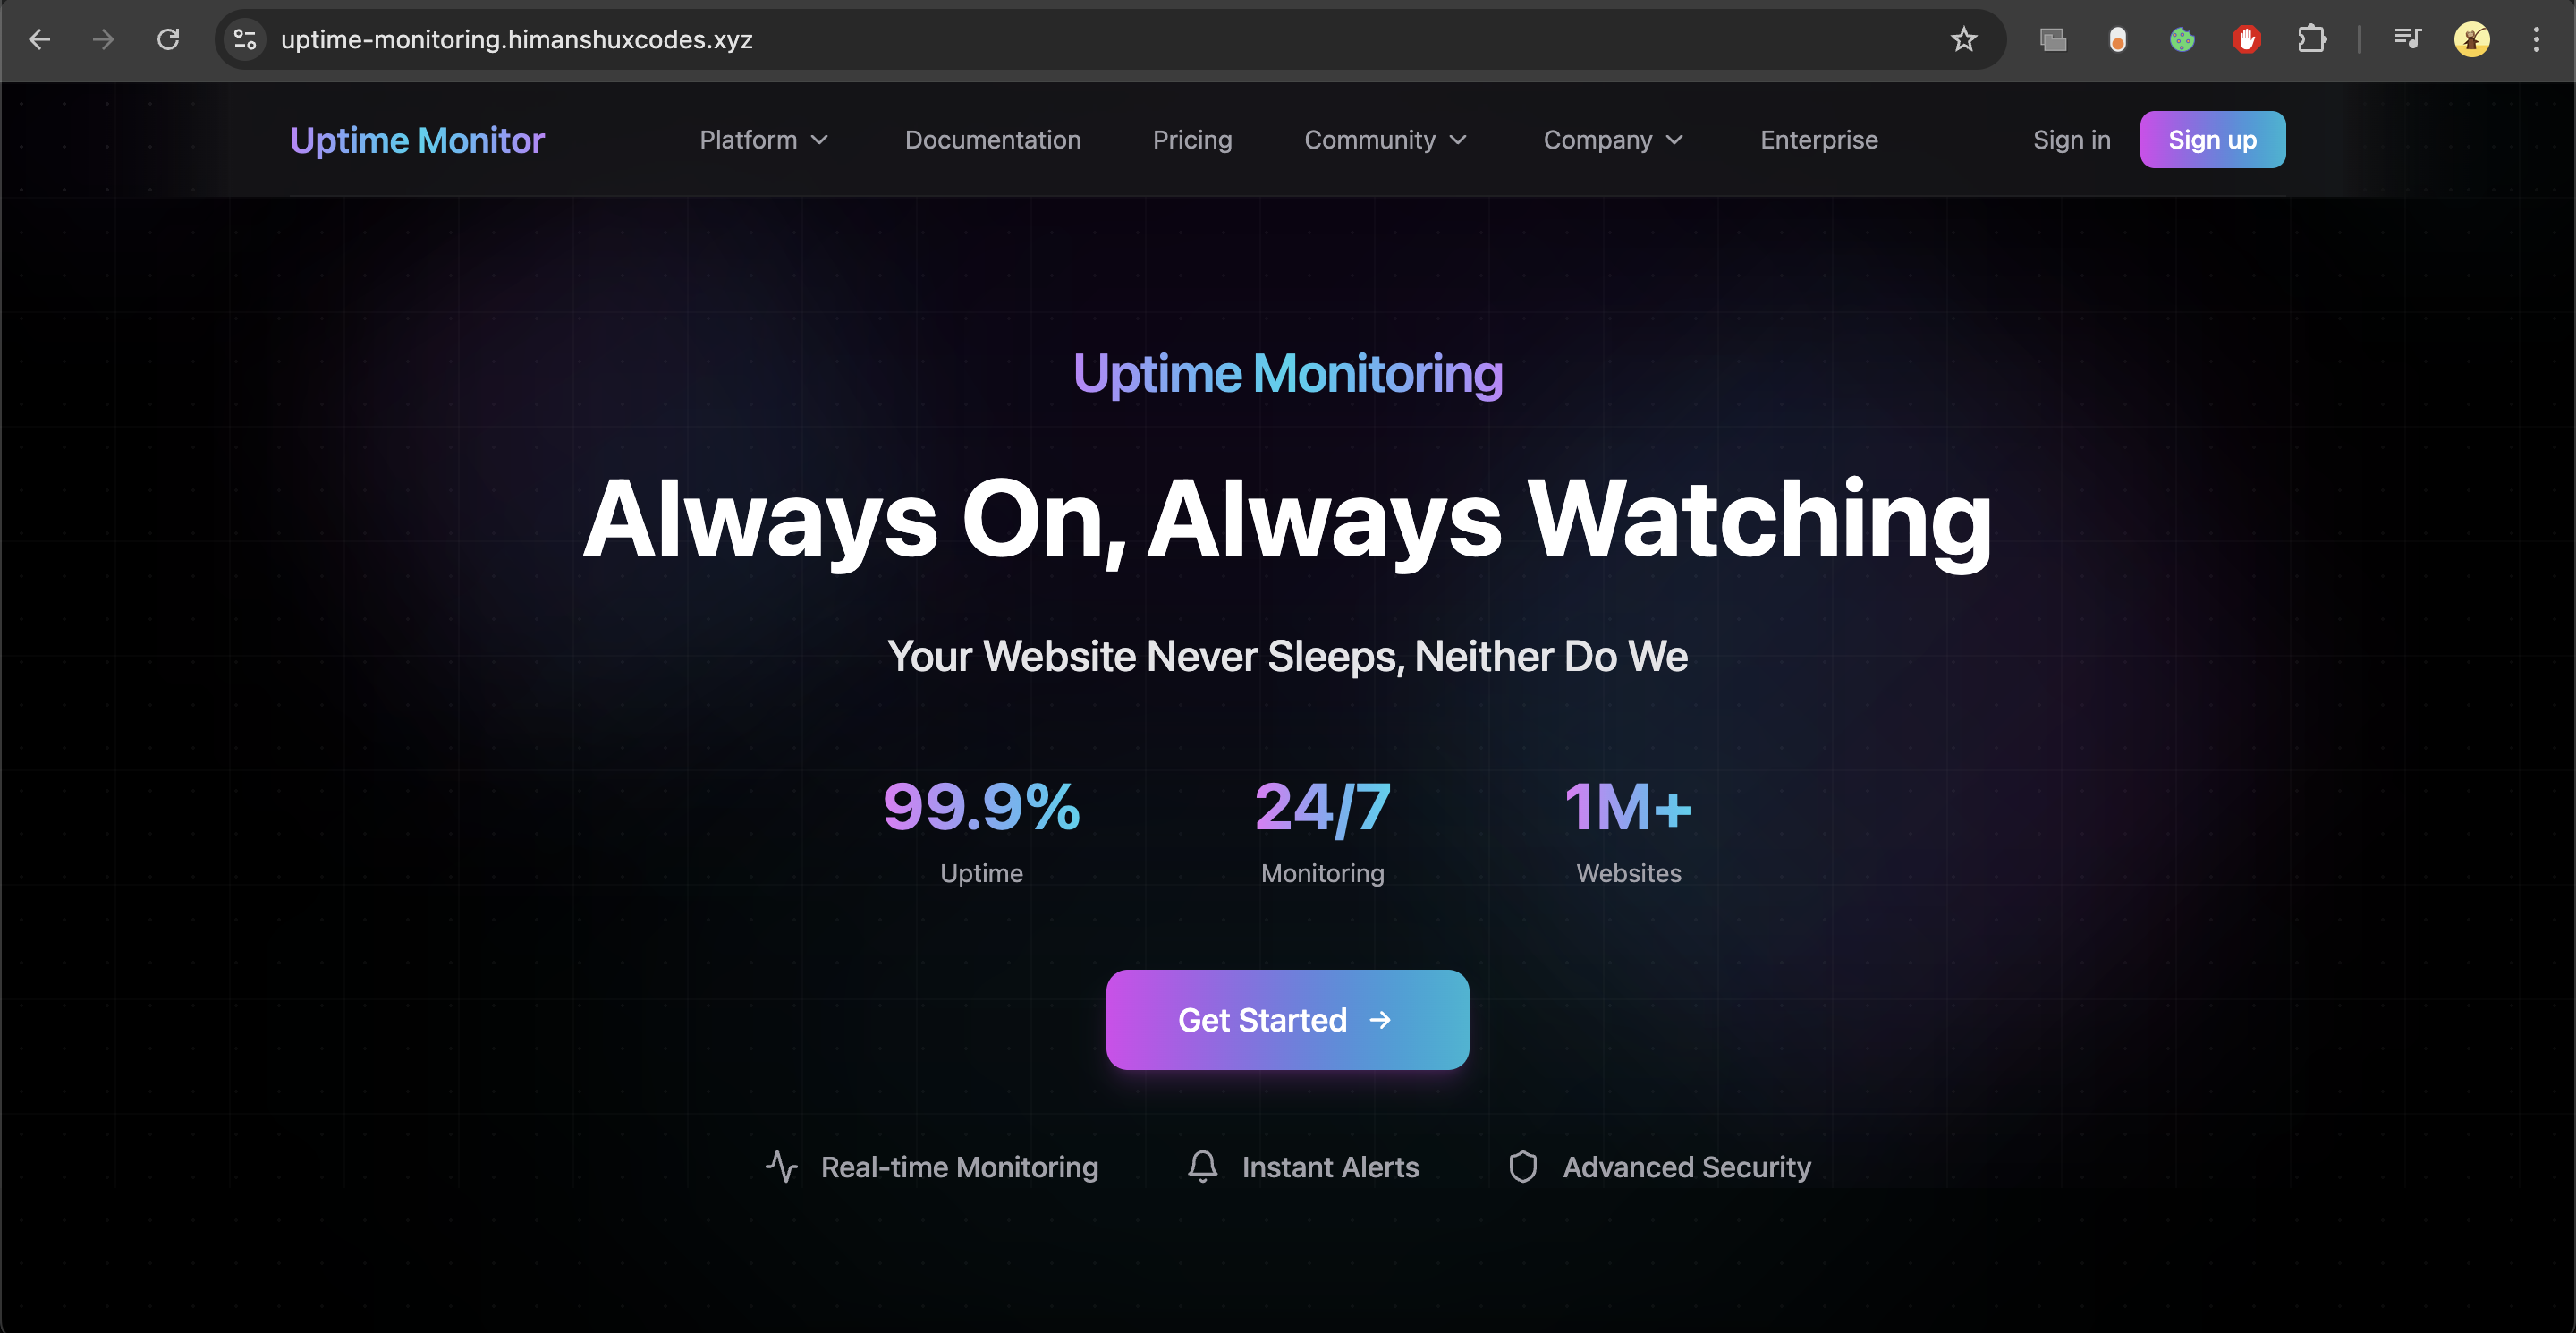 uptime-monitoring.himanshuxcodes.xyz
Uptime Monitor Platform Documentation Pricing Community Company Enterprise Sign in Sign up
Uptime Monitoring
Always On, Always Watching
Your Website Never Sleeps, Neither Do We
99.9% 24/7 1M+
Uptime Monitoring Websites
Get Started →
Real-time Monitoring Instant Alerts Advanced Security